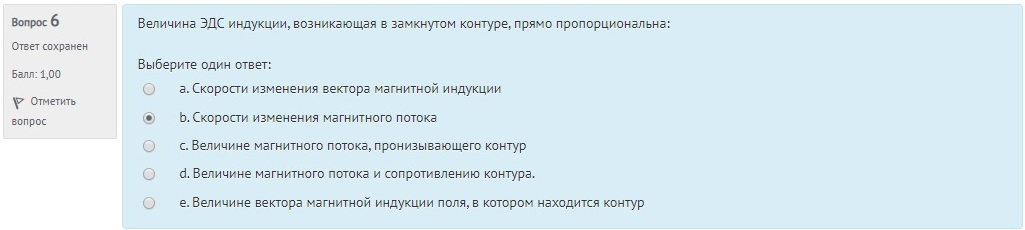 Вопрос 6
Ответ сохранен
Балл: 1,00
Отметить
вопрос
Величина ЭДС индукции, возникающая в замкнутом контуре, прямо пропорциональна:
Выберите один ответ:
a. Скорости изменения вектора магнитной индукции
b. Скорости изменения магнитного потока
c. Величине магнитного потока, пронизывающего контур
d. Величине магнитного потока и сопротивлению контура.
e. Величине вектора магнитной индукции поля, в котором находится контур